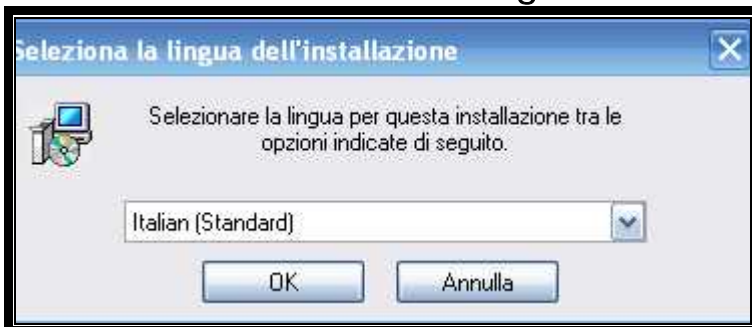 Seleziona la lingua dell'installazione
Selezionare la lingua per questa installazione tra le
opzioni indicate di seguito.
Italian (Standard)
OK
Annulla